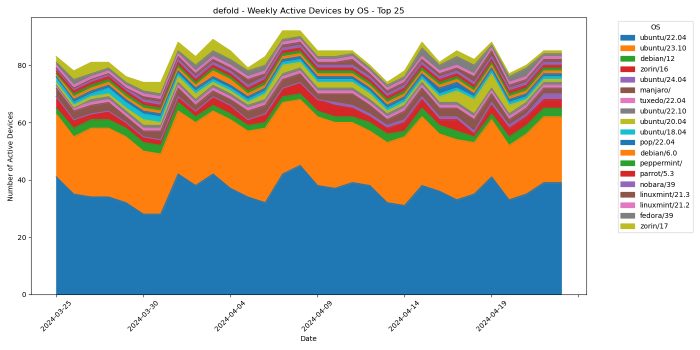 defold - Weekly Active Devices by OS - Top 25
Number of Active Devices
80
60
40
20
0
2024-03-25
2024-03-30
2024-04-04
2024-04-09
2024-04-14
2024-04-19
Date
OS
ubuntu/22.04
ubuntu/23.10
debian/12
zorin/16
ubuntu/24.04
manjaro/
tuxedo/22.04
ubuntu/22.10
ubuntu/20.04
ubuntu/18.04
pop/22.04
debian/6.0
peppermint/
parrot/5.3
nobara/39
linuxmint/21.3
linuxmint/21.2
fedora/39
zorin/17